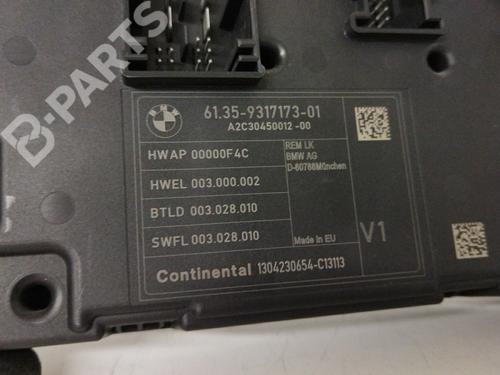 B-PARTS
BMW
61.35-9317173-01
A2C30450012-00
HWAP 00000F4C
REM LK
BMW AG
D-80788München
HWEL 003.000.002
BTLD 003.028.010
SWFL 003.028.010
Made in EU
V1
Continental 1304230654-C13113